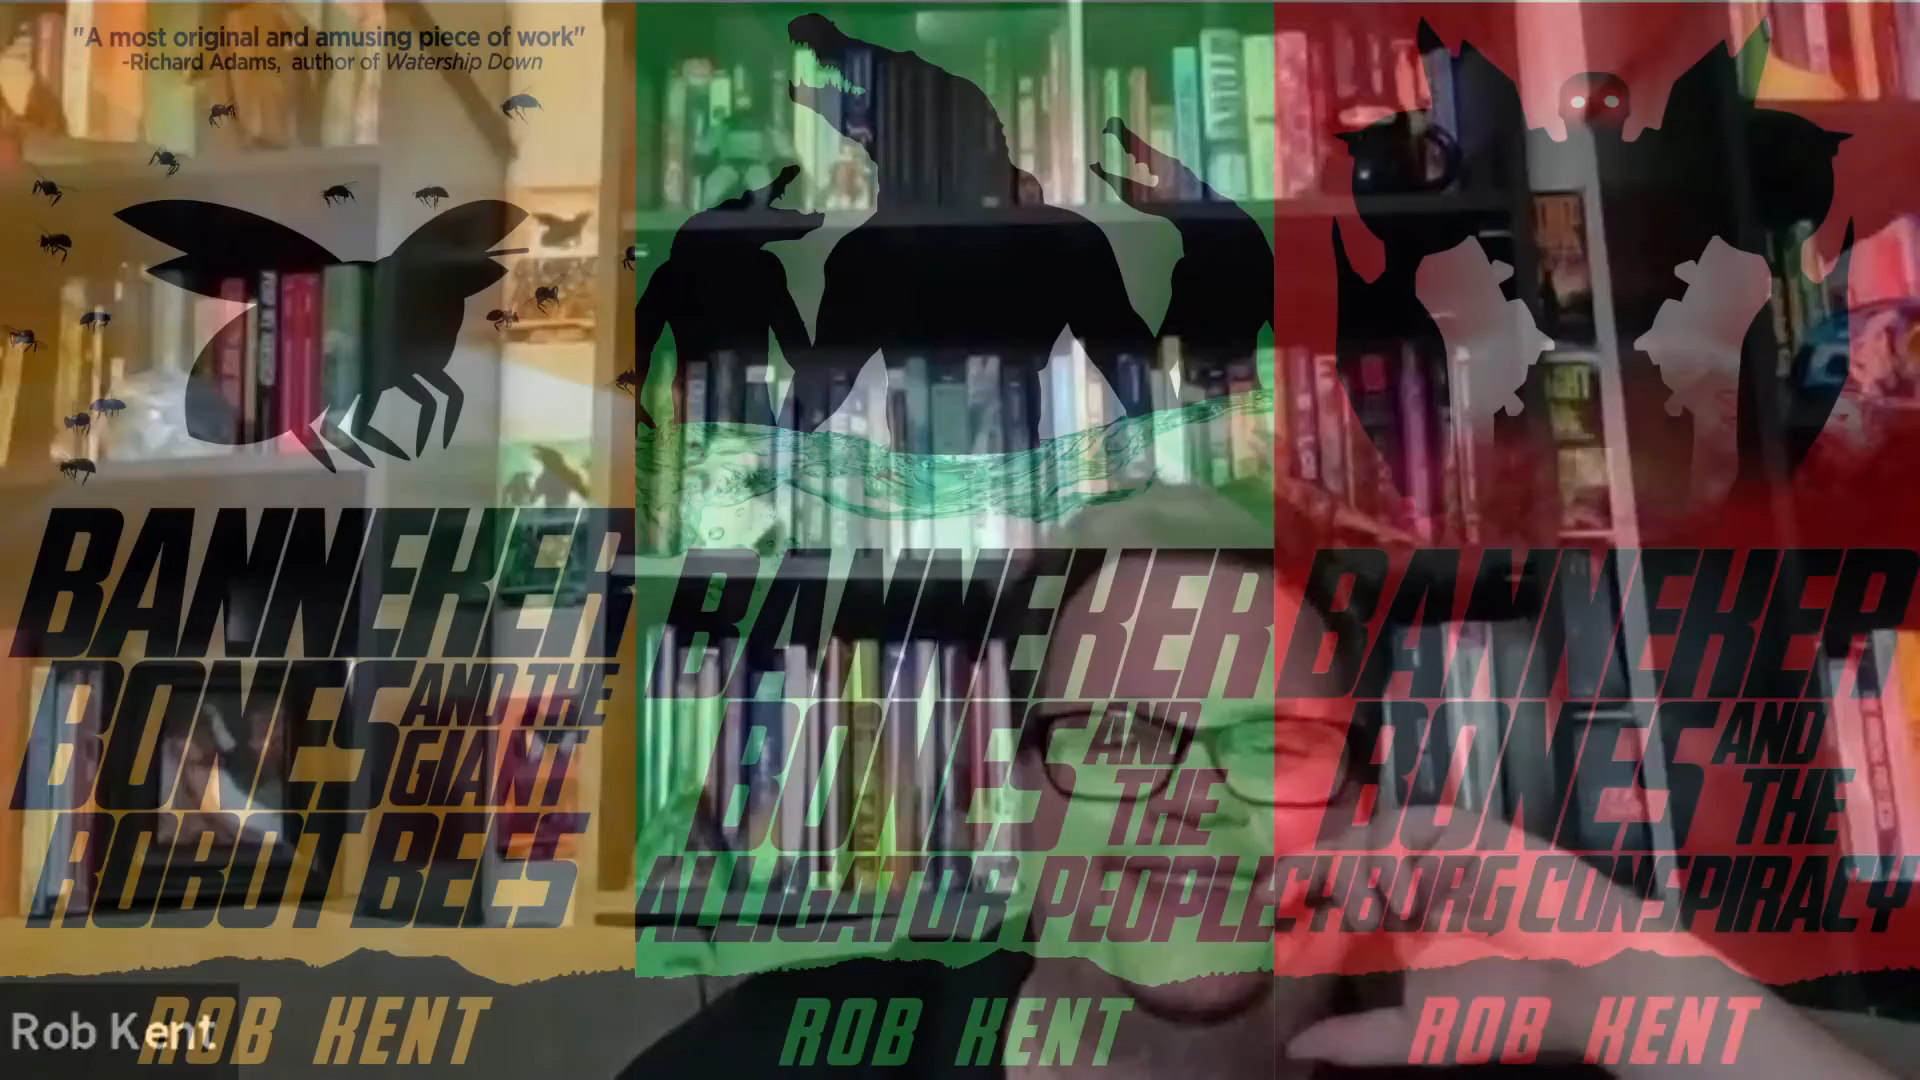 "A most original and amusing piece of work"
-Richard Adams, author of Watership Down
BANNEKER
BONES AND THE
GIANT
ROBOT BEES
ROB KENT
BANNEKER
BONES AND
THE
ALLIGATOR PEOPLE
ROB KENT
BANNEKER
BONES AND
THE
CYBORG CONSPIRACY
ROB KENT
Rob Kent